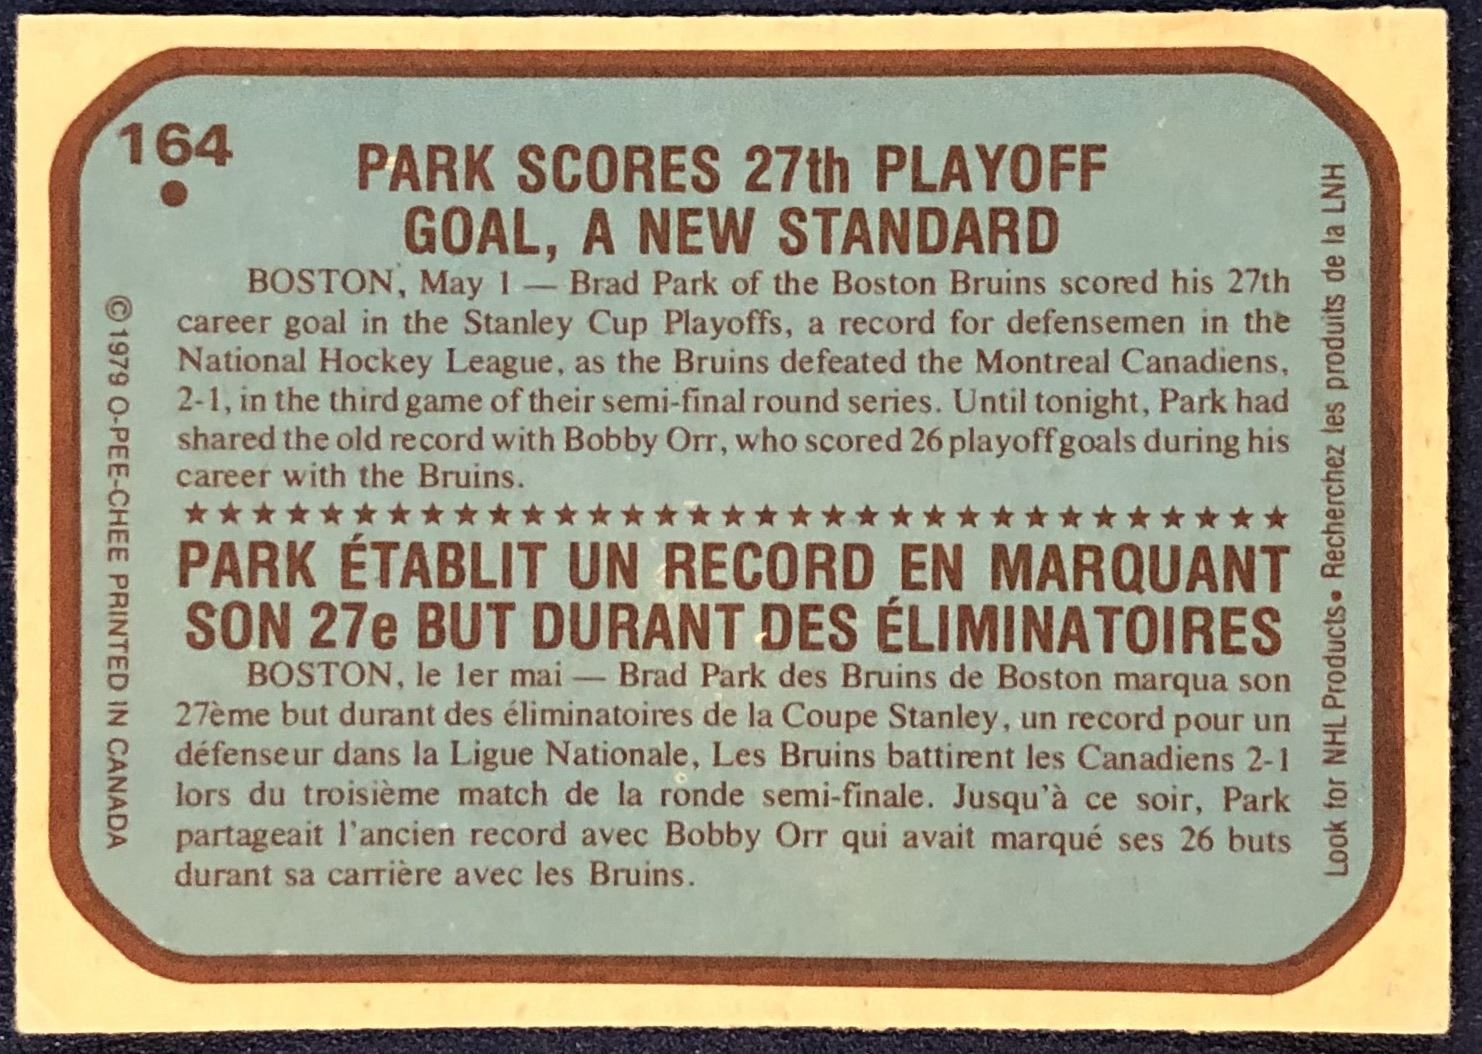 164
PARK SCORES 27th PLAYOFF
GOAL, A NEW STANDARD
BOSTON, May 1 — Brad Park of the Boston Bruins scored his 27th
career goal in the Stanley Cup Playoffs, a record for defensemen in the
National Hockey League, as the Bruins defeated the Montreal Canadiens,
2-1, in the third game of their semi-final round series. Until tonight, Park had
shared the old record with Bobby Orr, who scored 26 playoff goals during his
career with the Bruins.
★★★★★★★★★★★★★★★★★★★★★★★★★★★★★★★★★
PARK ÉTABLIT UN RECORD EN MARQUANT
SON 27e BUT DURANT DES ÉLIMINATOIRES
BOSTON, le 1er mai — Brad Park des Bruins de Boston marqua son
27ème but durant des éliminatoires de la Coupe Stanley, un record pour un
défenseur dans la Ligue Nationale, Les Bruins battirent les Canadiens 2-1
lors du troisième match de la ronde semi-finale. Jusqu'à ce soir, Park
partageait l'ancien record avec Bobby Orr qui avait marqué ses 26 buts
durant sa carrière avec les Bruins.
© 1979 O-PEE-CHEE PRINTED IN CANADA
Look for NHL Products • Recherchez les produits de la LNH